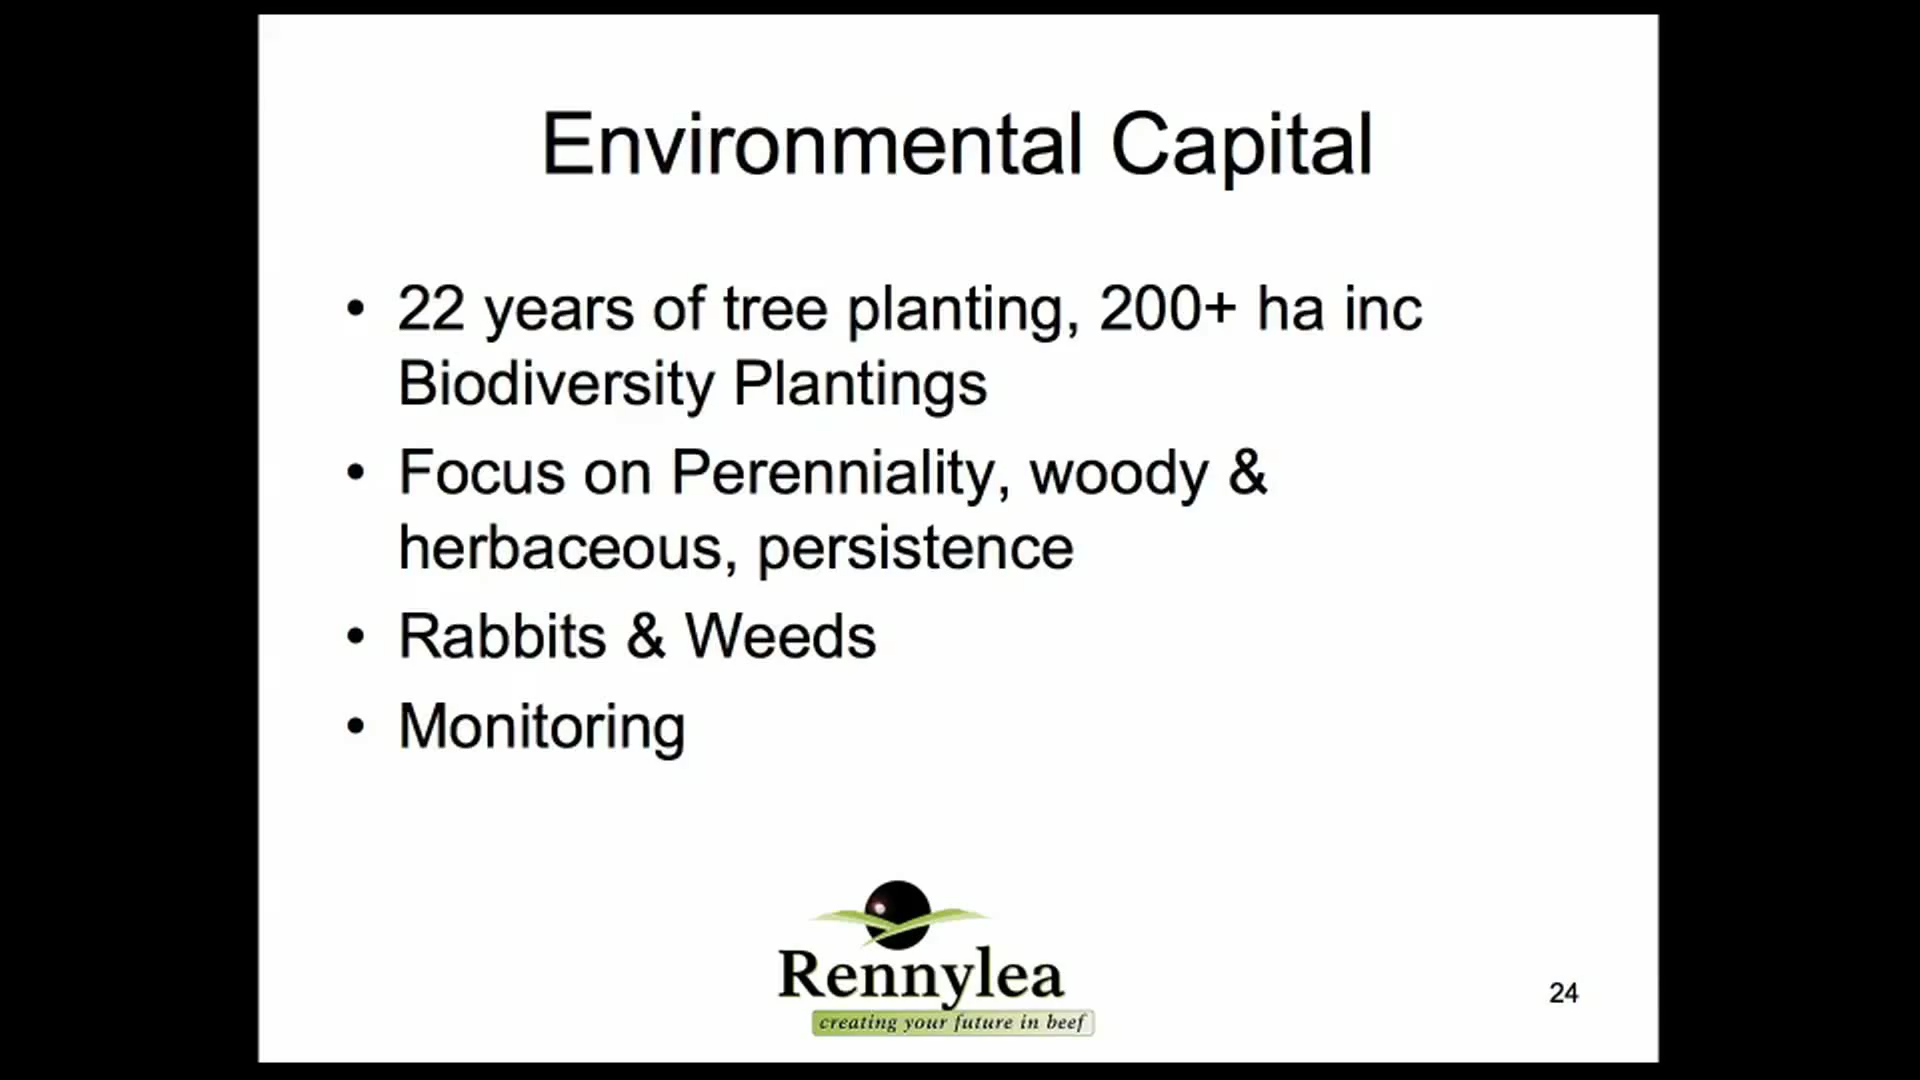 Environmental Capital
• 22 years of tree planting, 200+ ha inc
Biodiversity Plantings
• Focus on Perenniality, woody &
herbaceous, persistence
• Rabbits & Weeds
• Monitoring
Rennylea
creating your future in beef
24